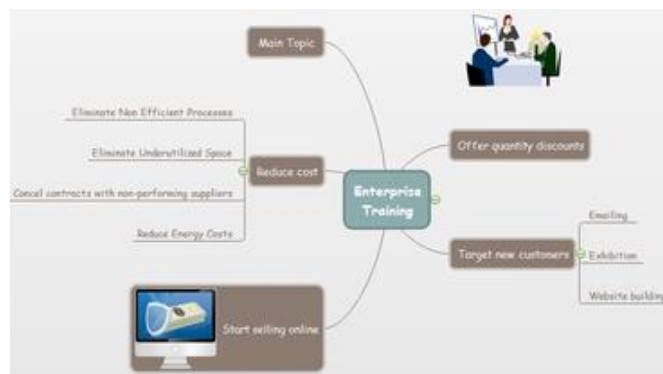 Main Topic
Eliminate Non Efficient Processes
Offer quantity discounts
Eliminate Underutilized Space
Reduce cost
Enterprise
Training
Cancel contracts with non-performing suppliers
Emailing
Reduce Energy Costs
Target new customers
Exhibition
Website building
Start selling online